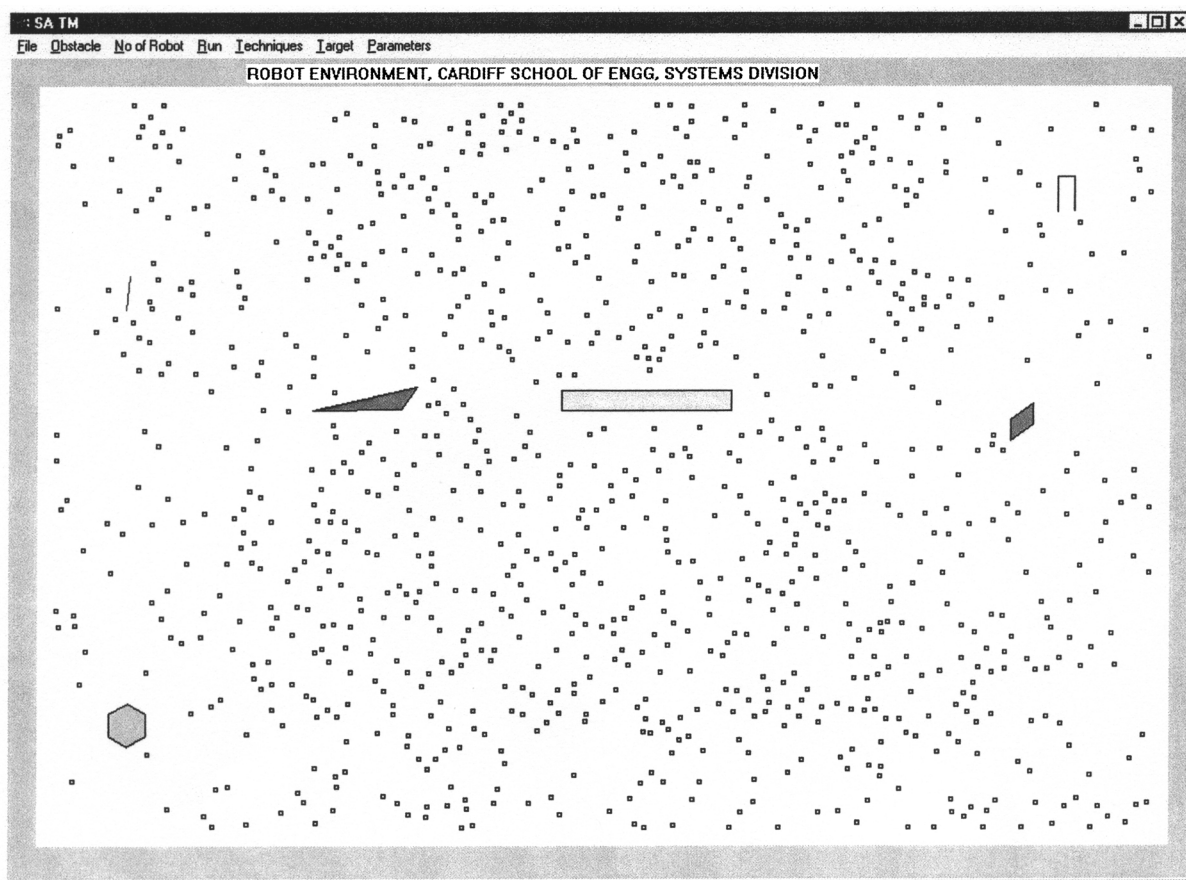 SA TM
File Obstacle No of Robot Run Techniques Target Parameters
ROBOT ENVIRONMENT, CARDIFF SCHOOL OF ENGG, SYSTEMS DIVISION